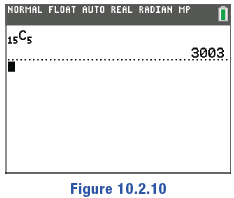 NORMAL FLOAT AUTO REAL RADIAN MP
₁₅C₅
3003
Figure 10.2.10